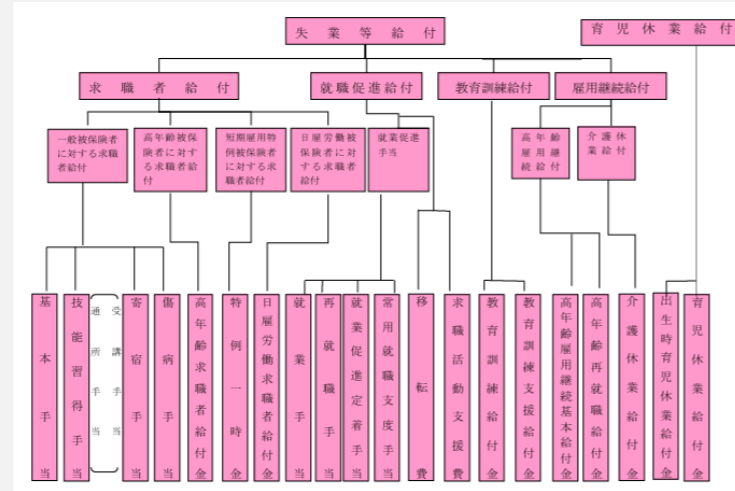 失業等給付
育児休業給付
求職者給付
就職促進給付
教育訓練給付
雇用継続給付
一般被保険者
に対する求職
者給付
高年齢被保
険者に対す
る求職者給
付
短期雇用特
例被保険者
に対する求
職者給付
日雇労働被
保険者に対
する求職者
給付
就業促進
手当
高年齢
雇用継
続給付
介護休
業給付
基本手当
技能習得手当
受講手当
通所手当
寄宿手当
傷病手当
高年齢求職者給付金
特例一時金
日雇労働求職者給付金
就業手当
再就職手当
就業促進定着手当
常用就職支度手当
移転費
求職活動支援費
教育訓練給付金
教育訓練支援給付金
高年齢雇用継続基本給付金
高年齢再就職給付金
介護休業給付金
出生時育児休業給付金
育児休業給付金